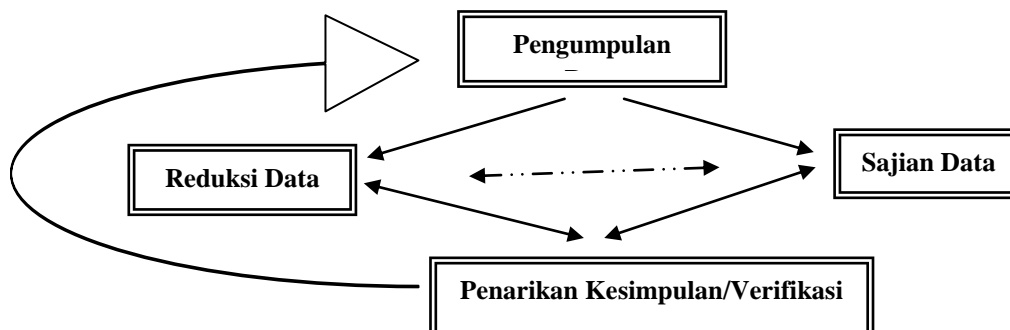 Pengumpulan
Reduksi Data
Sajian Data
Penarikan Kesimpulan/Verifikasi